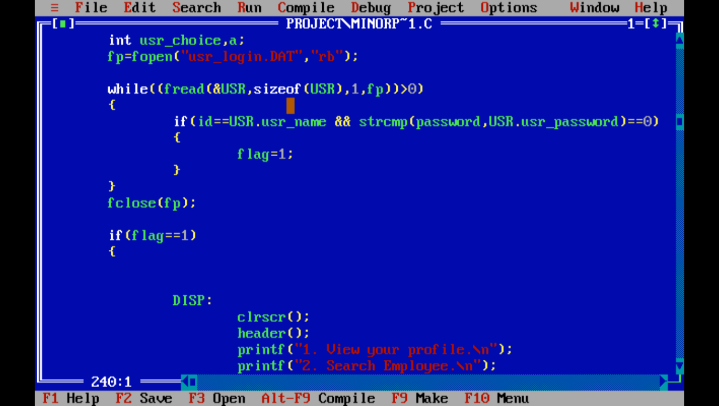 ≡ File Edit Search Run Compile Debug Project Options Window Help
[■] PROJECT\MINORP~1.C 1=[↕]
int usr_choice,a;
fp=fopen("usr_login.DAT","rb");
while((fread(&USR,sizeof(USR),1,fp))>0)
{
if(id==USR.usr_name && strcmp(password,USR.usr_password)==0)
{
flag=1;
}
}
fclose(fp);
if(flag==1)
{
DISP:
clrscr();
header();
printf("1. View your profile.\n");
printf("2. Search Employee.\n");
240:1
F1 Help F2 Save F3 Open Alt-F9 Compile F9 Make F10 Menu